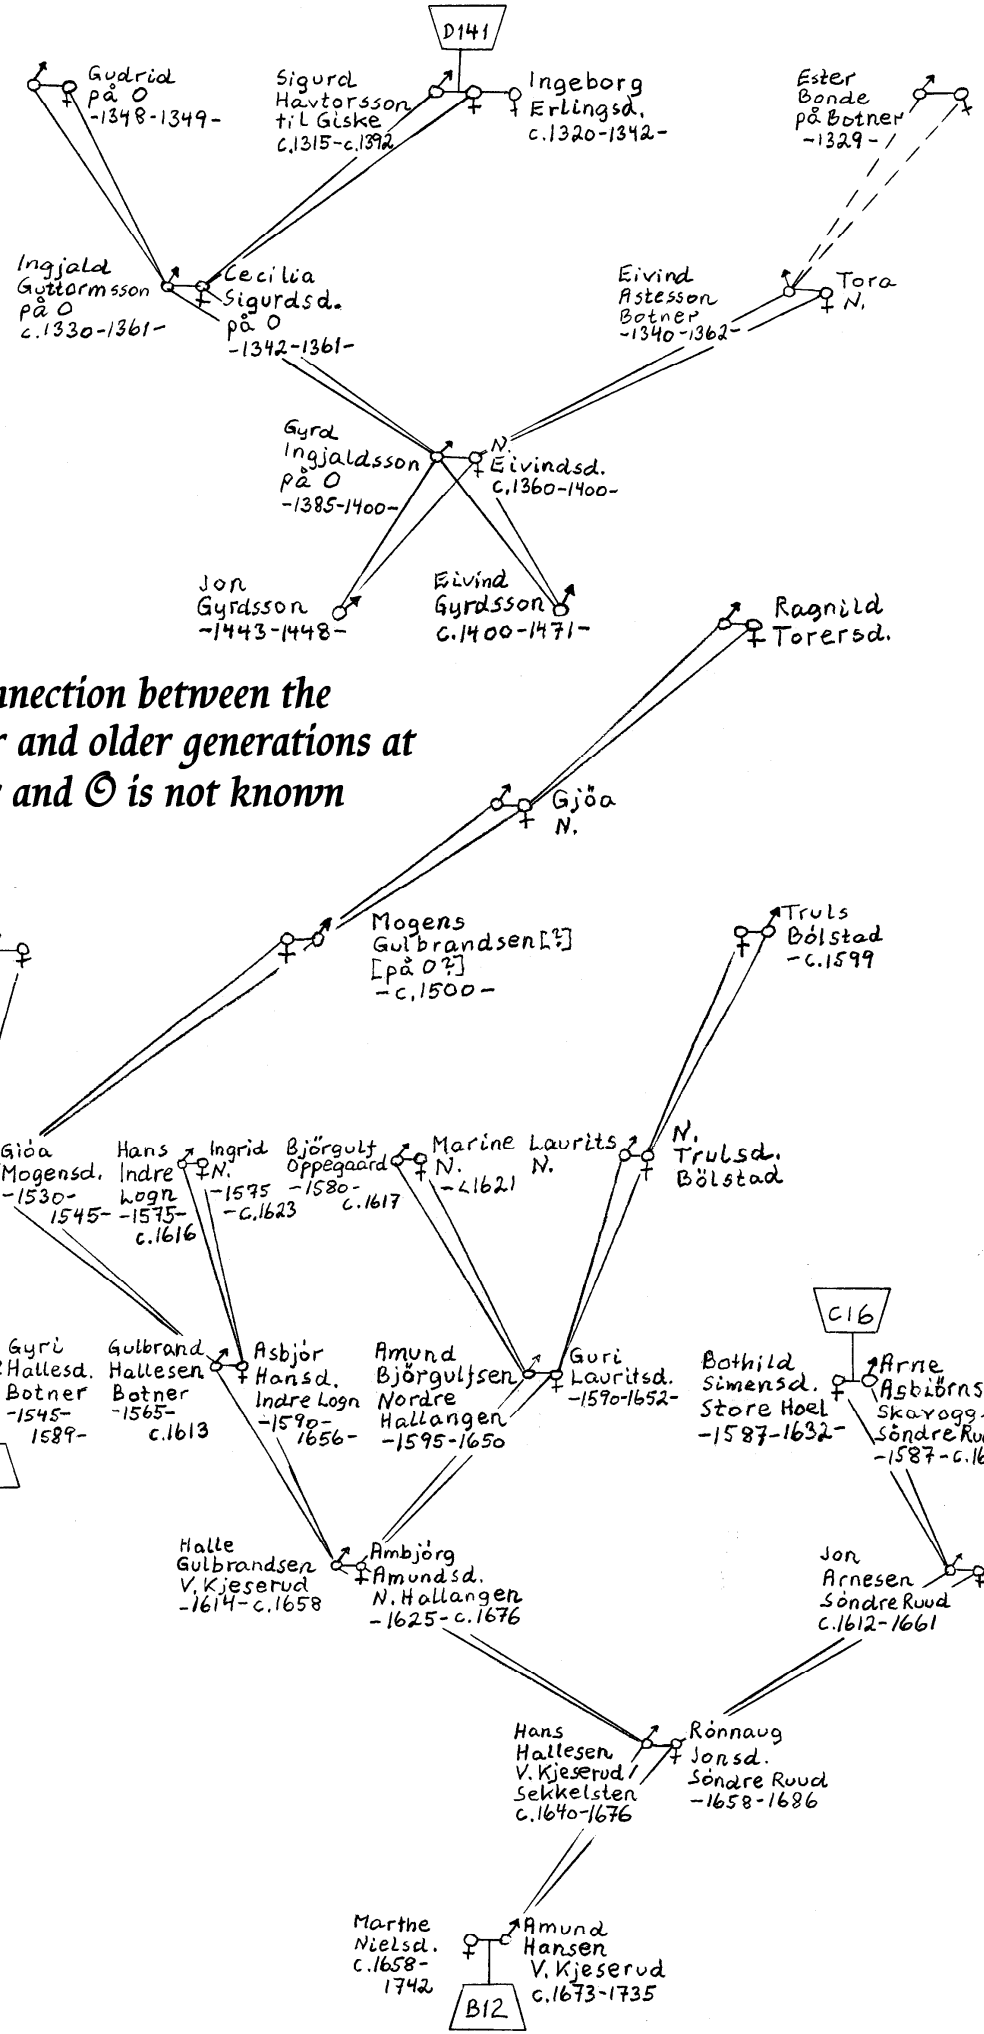 D141
Gudrid
på O
-1348-1349-
Sigurd
Havtorsson
til Giske
c.1315-c.1392
Ingeborg
Erlingsd.
c.1320-1342-
Ester
Bonde
på Botner
-1329-
Ingjald
Guttormsson
på O
c.1330-1361-
Cecilia
Sigurdsd.
på O
-1342-1361-
Eivind
Astesson
Botner
-1340-1362-
Tora
N.
Gyrd
Ingjaldsson
på O
-1385-1400-
N.
Eivindsd.
c.1360-1400-
Jon
Gyrdsson
-1443-1448-
Eivind
Gyrdsson
c.1400-1471-
Ragnild
Torersd.
nnection between the
r and older generations at
and O is not known
Gjöa
N.
Mogens
Gulbrandsen[?]
[på O?]
-c.1500-
Truls
Bölstad
-c.1599
Gióa
Mogensd.
-1530-
1545-
Hans
Indre
Logn
-1575-
c.1616
Ingrid
N.
-1575
-c.1623
Björgulf
Oppegaard
-1580-
c.1617
Marine
N.
-<1621
Laurits
N.
N.
Trulsd.
Bölstad
Gyri
Hallesd.
Botner
-1545-
1589-
Gulbrand
Hallesen
Botner
-1565-
c.1613
Asbjör
Hansd.
Indre Logn
-1590-
1656-
Amund
Björgulfsen
Nordre
Hallangen
-1595-1650
Guri
Lauritsd.
-1590-1652-
C16
Bothild
Simensd.
Store Hoel
-1587-1632-
Arne
Asbiörns
Skarogg-
Söndre Ruu
-1587-c.16
Halle
Gulbrandsen
V. Kjeserud
-1614-c.1658
Ambjörg
Amundsd.
N. Hallangen
-1625-c.1676
Jon
Arnesen
Söndre Ruud
c.1612-1661
Hans
Hallesen
V. Kjeserud/
Sekkelsten
c.1640-1676
Rönnaug
Jonsd.
Söndre Ruud
-1658-1686
Marthe
Nielsd.
c.1658-
1742
Amund
Hansen
V. Kjeserud
c.1673-1735
B12